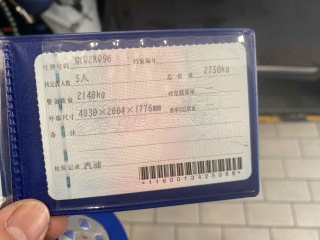 号牌号码 京Q2K096 档案编号
核定载人数 5人 总质量 2750kg
整备质量 2140kg 核定载质量
外廓尺寸 4930×2004×1776mm 准牵引总质量
检验记录 汽油